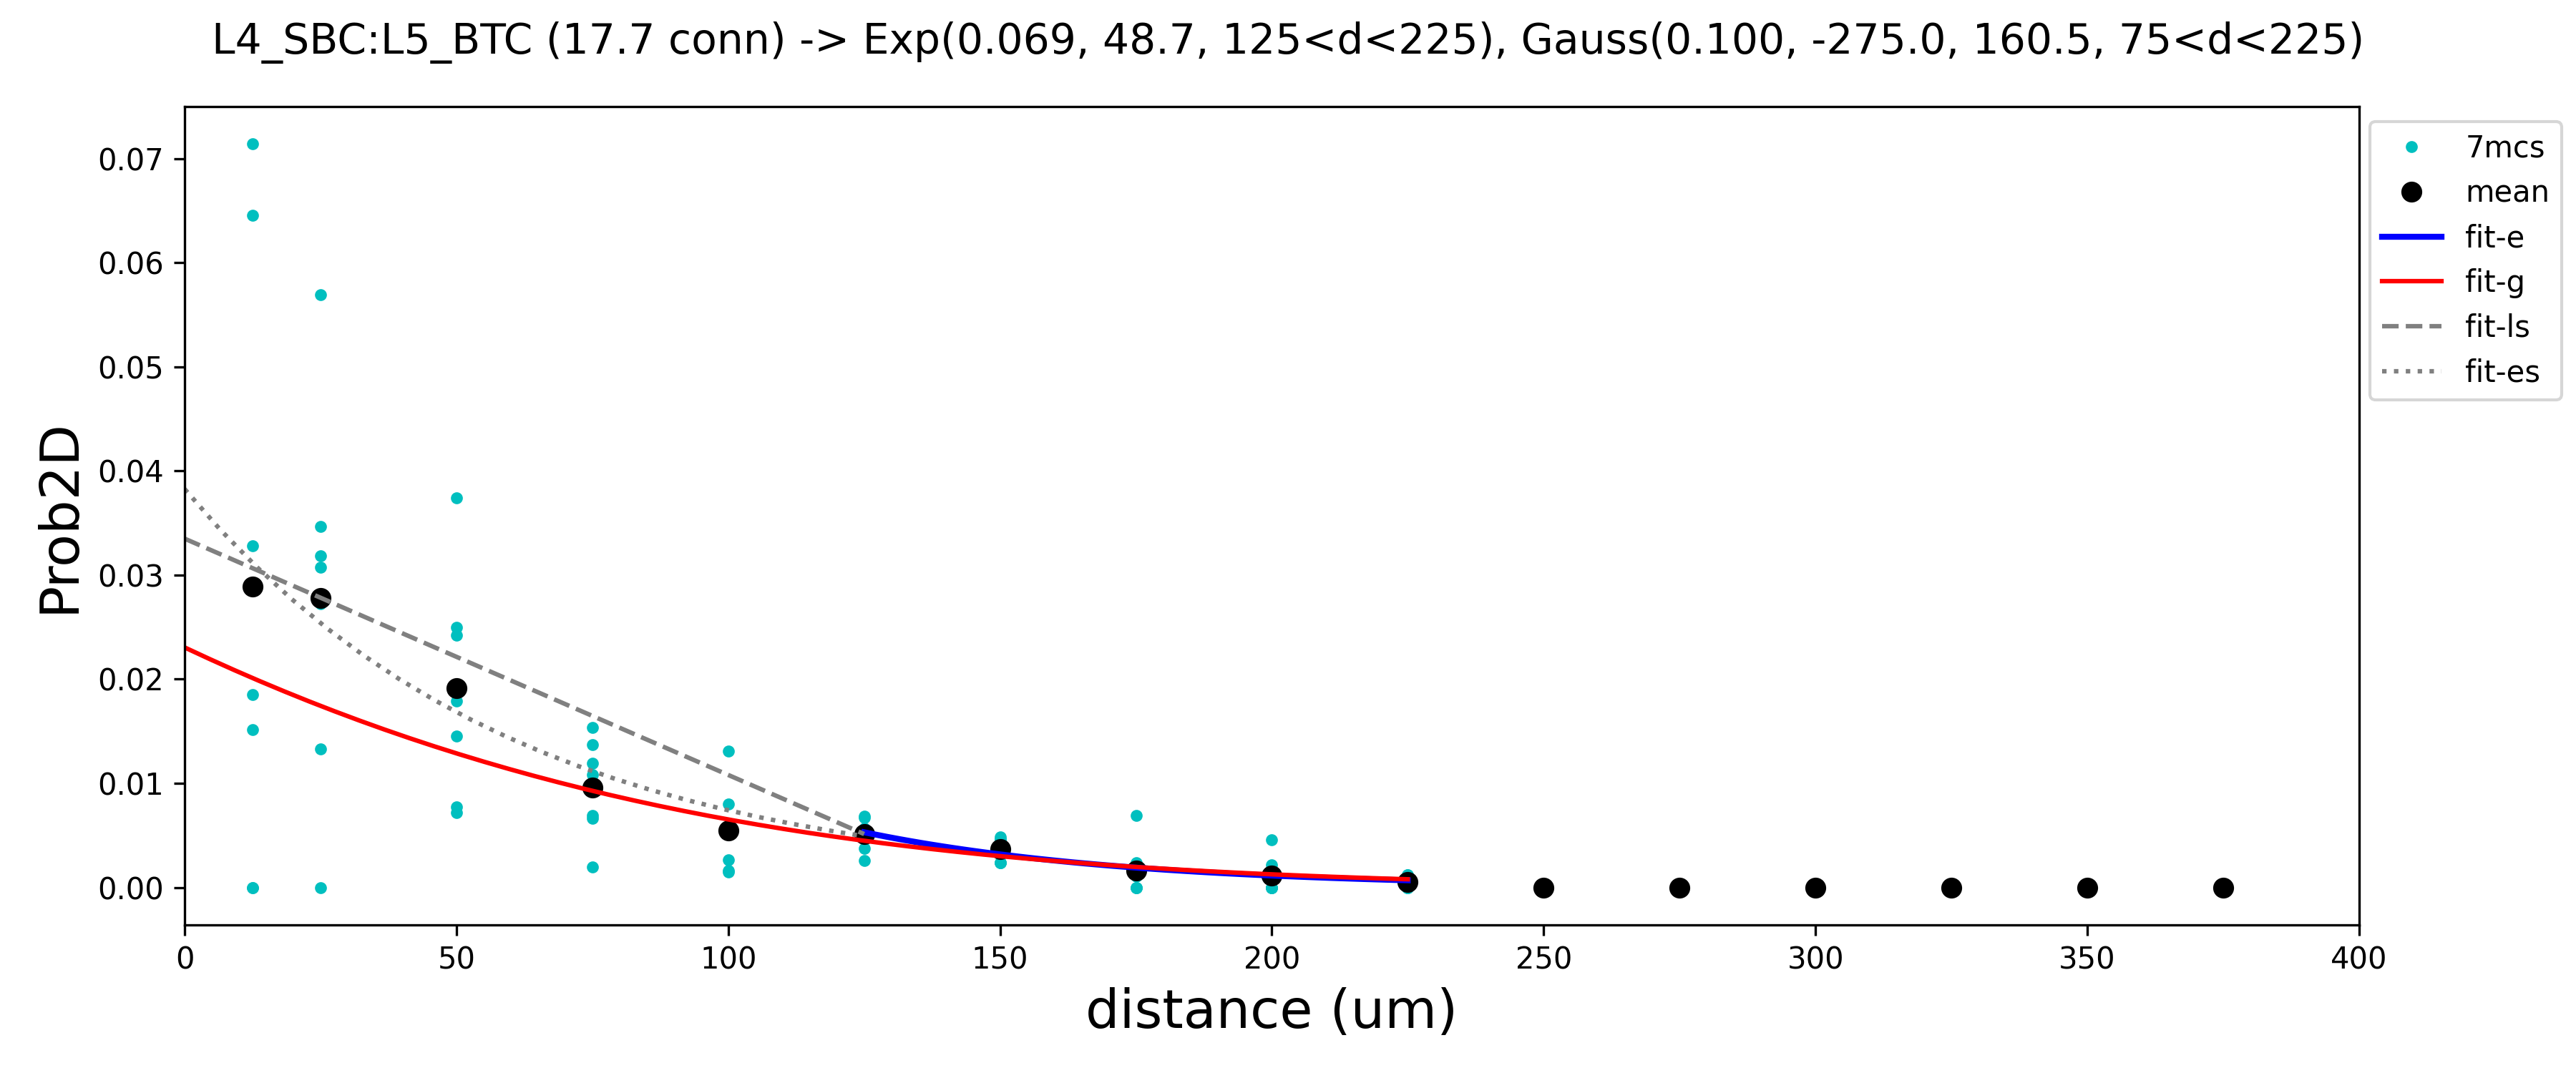 L4_SBC:L5_BTC (17.7 conn) -> Exp(0.069, 48.7, 125<d<225), Gauss(0.100, -275.0, 160.5, 75<d<225)
0.07
0.06
0.05
0.04
0.03
0.02
0.01
0.00
Prob2D
0 50 100 150 200 250 300 350 400
distance (um)
7mcs
mean
fit-e
fit-g
fit-ls
fit-es